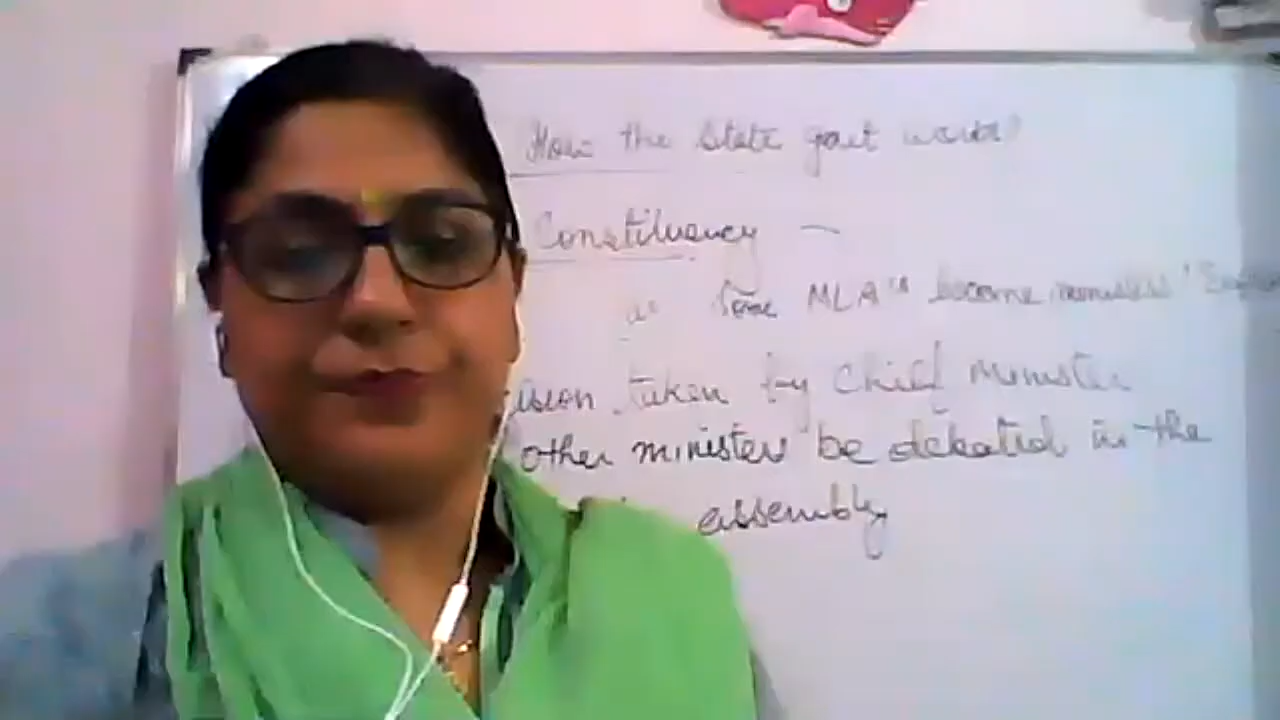 How the state govt works?
Constituency —
Some MLA's become ministers
taken by Chief Minister
other minister be debated in the
assembly